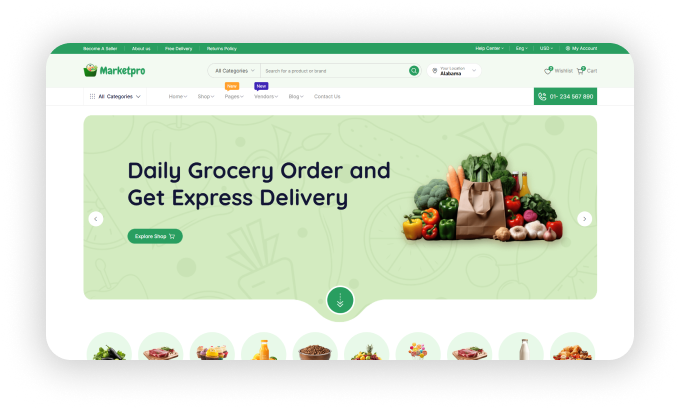 Become A Seller About us Free Delivery Returns Policy Help Center Eng USD My Account
Marketpro All Categories Search for a product or brand Your Location
Alabama
2 Wishlist 2 Cart
New New
All Categories Home Shop Pages Vendors Blog Contact Us 01- 234 567 890
Daily Grocery Order and
Get Express Delivery
Explore Shop